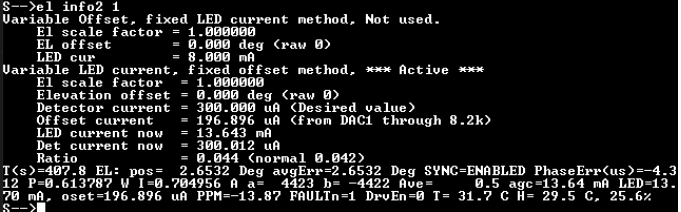 S-->el info2 1
Variable Offset, fixed LED current method, Not used.
El scale factor = 1.000000
EL offset = 0.000 deg (raw 0)
LED cur = 8.000 mA
Variable LED current, fixed offset method, *** Active ***
El scale factor = 1.000000
Elevation offset = 0.000 deg (raw 0)
Detector current = 300.000 uA (Desired value)
Offset current = 196.896 uA (from DAC1 through 8.2k)
LED current now = 13.643 mA
Det current now = 300.012 uA
Ratio = 0.044 (normal 0.042)
T(s)=407.8 EL: pos= 2.6532 Deg avgErr=2.6532 Deg SYNC=ENABLED PhaseErr(us)=-4.3
12 P=0.613787 W I=0.704956 A a= 4423 b= -4422 Ave= 0.5 agc=13.64 mA LED=13.
70 mA, oset=196.896 uA PPM=-13.87 FAULTn=1 DrvEn=0 T= 31.7 C H= 29.5 C, 25.6%
S-->